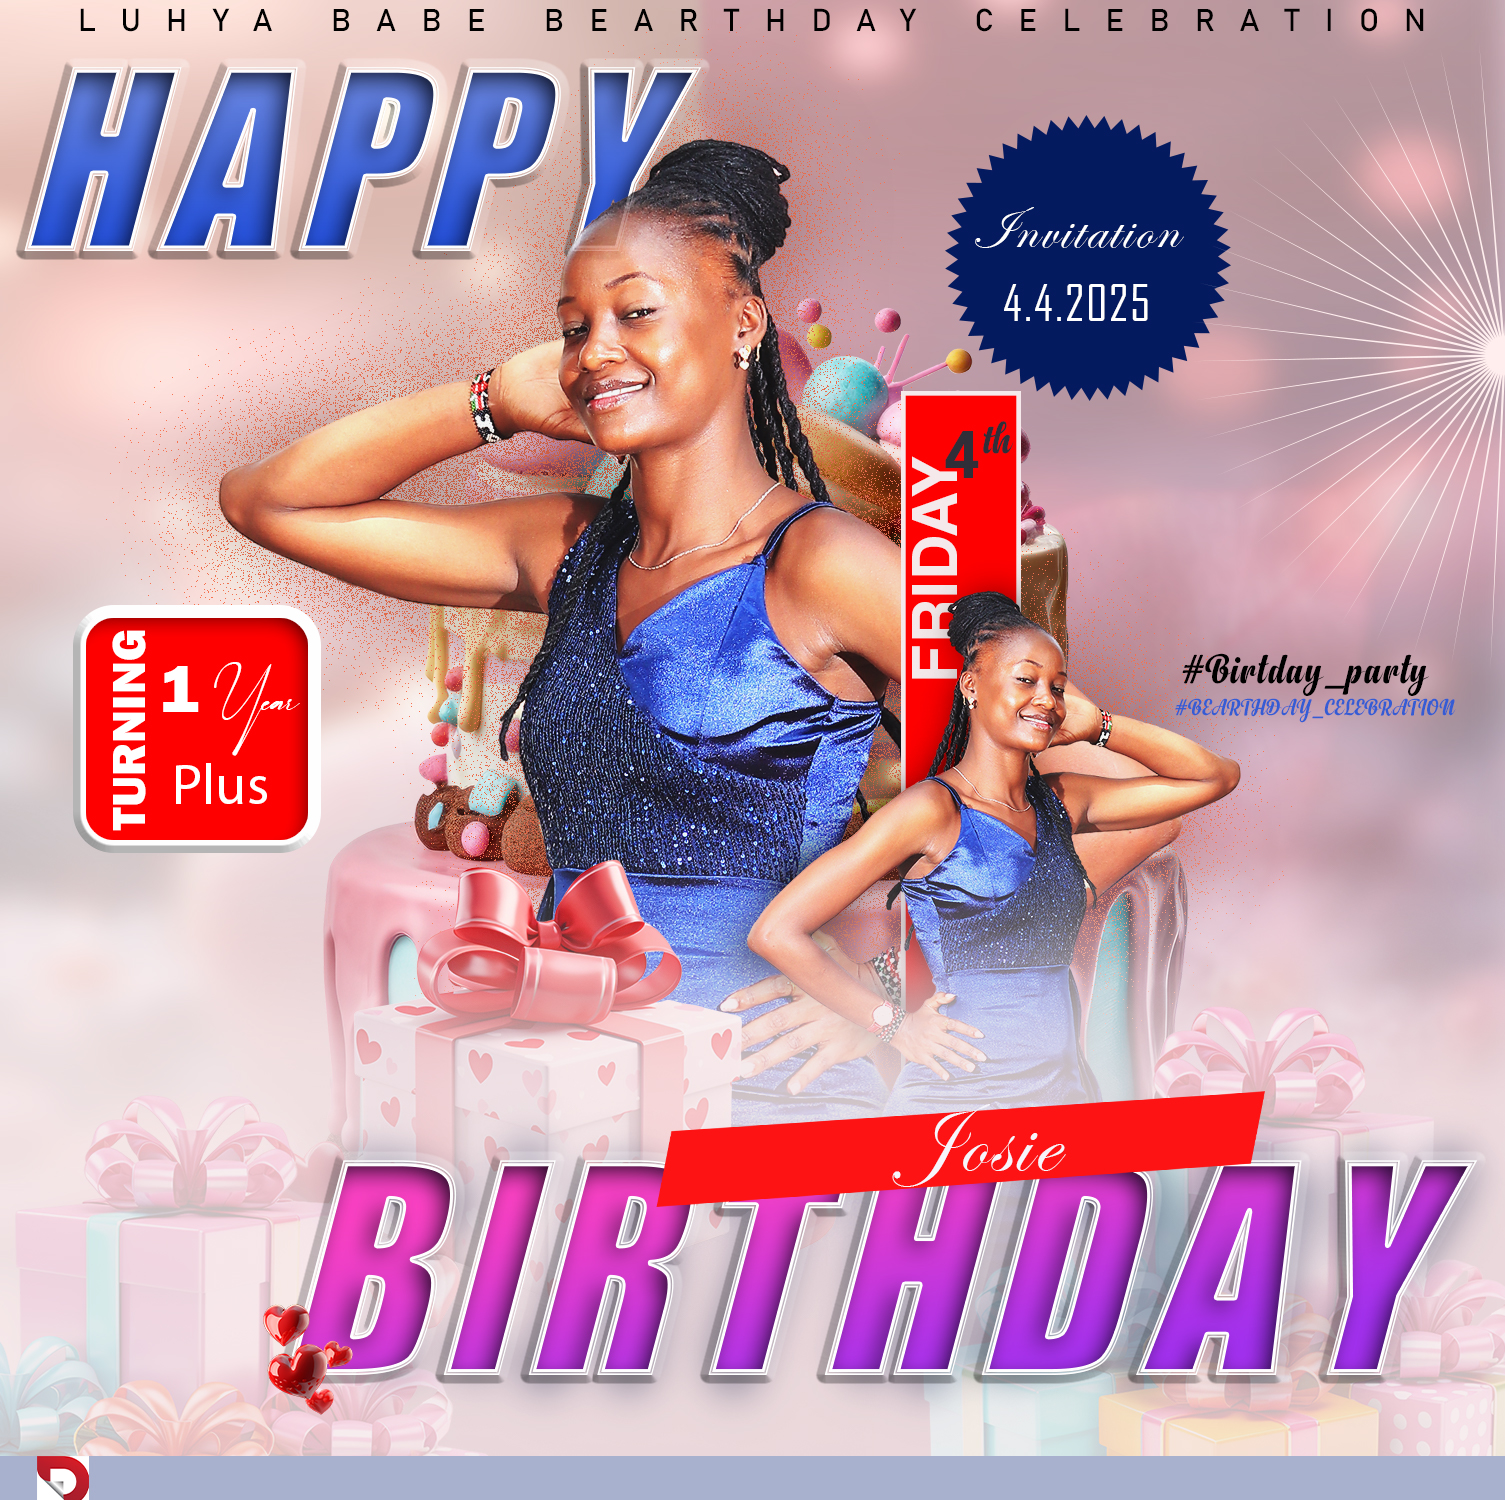 LUHYA BABE BEARTHDAY CELEBRATION
HAPPY
Invitation
4.4.2025
FRIDAY 4th
TURNING
1 Year
Plus
#Birtday_party
#BEARTHDAY_CELEBRATION
Josie
BIRTHDAY